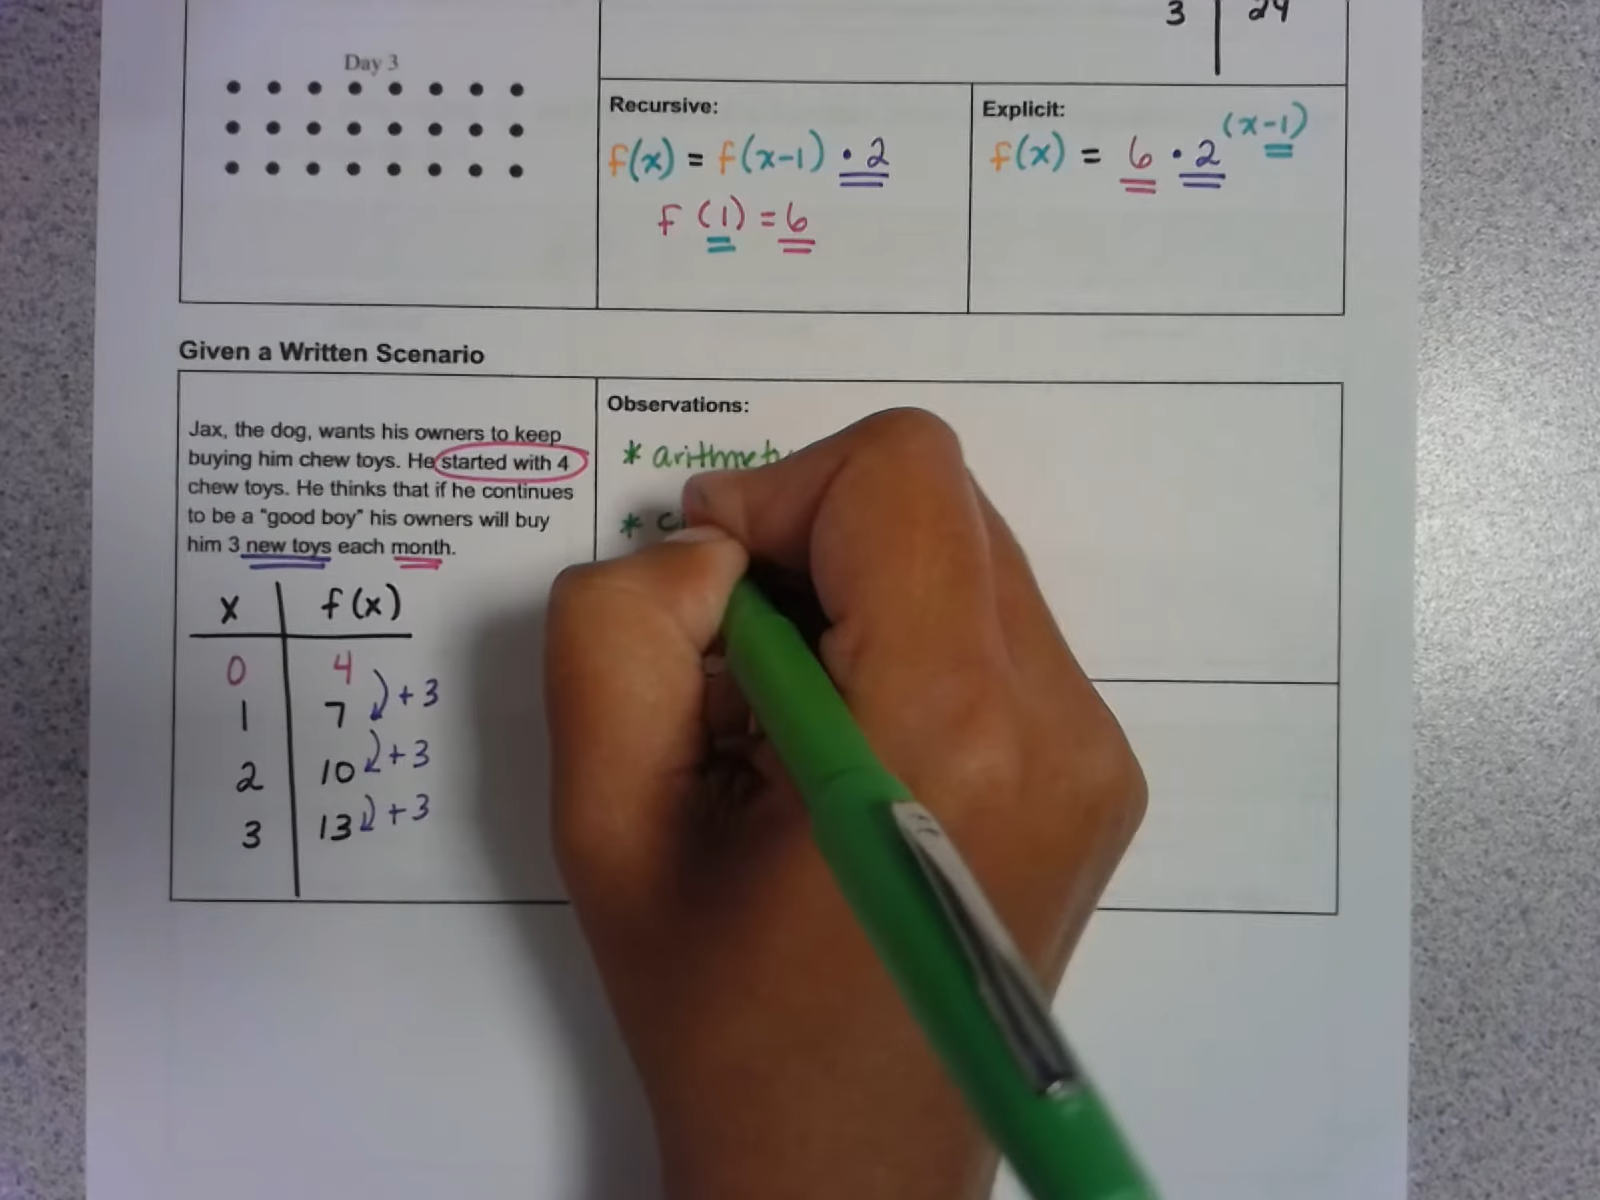 3 24
Day 3
Recursive:
f(x) = f(x-1) · 2
f(1) = 6
Explicit:
f(x) = 6 · 2^(x-1)
Given a Written Scenario
Jax, the dog, wants his owners to keep
buying him chew toys. He started with 4
chew toys. He thinks that if he continues
to be a "good boy" his owners will buy
him 3 new toys each month.
x f(x)
0 4
+3
1 7
+3
2 10
+3
3 13
Observations:
* arithmet
*